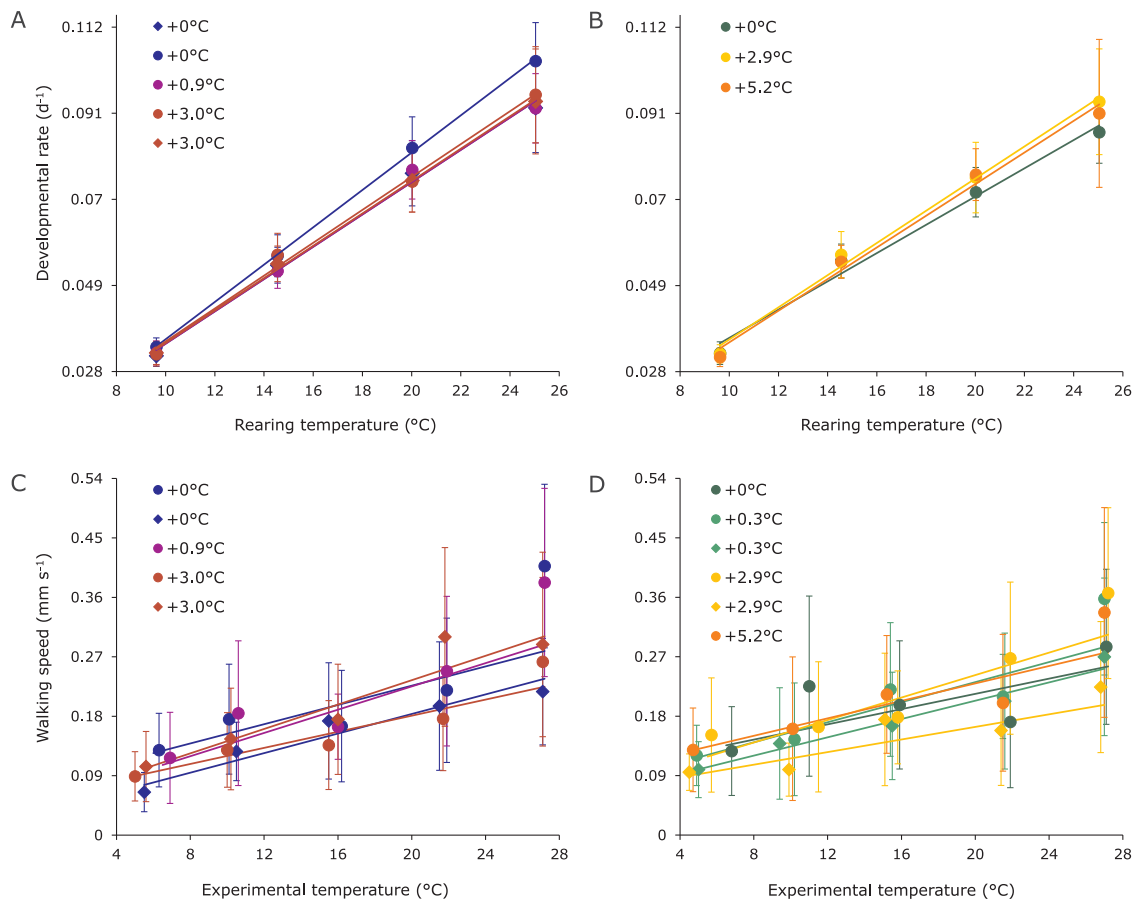 A
+0°C
+0°C
+0.9°C
+3.0°C
+3.0°C
Developmental rate (d⁻¹)
0.112
0.091
0.07
0.049
0.028
8 10 12 14 16 18 20 22 24 26
Rearing temperature (°C)
B
+0°C
+2.9°C
+5.2°C
0.112
0.091
0.07
0.049
0.028
8 10 12 14 16 18 20 22 24 26
Rearing temperature (°C)
C
+0°C
+0°C
+0.9°C
+3.0°C
+3.0°C
Walking speed (mm s⁻¹)
0.54
0.45
0.36
0.27
0.18
0.09
0
4 8 12 16 20 24 28
Experimental temperature (°C)
D
+0°C
+0.3°C
+0.3°C
+2.9°C
+2.9°C
+5.2°C
0.54
0.45
0.36
0.27
0.18
0.09
0
4 8 12 16 20 24 28
Experimental temperature (°C)